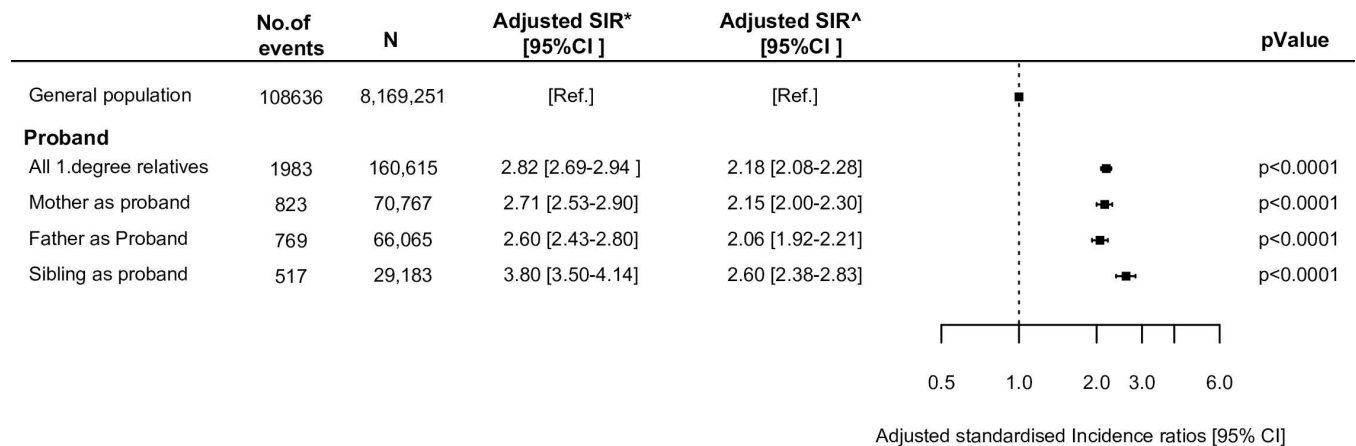 No.of events N Adjusted SIR* [95%CI ] Adjusted SIR^ [95%CI ] pValue
General population 108636 8,169,251 [Ref.] [Ref.]
Proband
All 1.degree relatives 1983 160,615 2.82 [2.69-2.94 ] 2.18 [2.08-2.28] p<0.0001
Mother as proband 823 70,767 2.71 [2.53-2.90] 2.15 [2.00-2.30] p<0.0001
Father as Proband 769 66,065 2.60 [2.43-2.80] 2.06 [1.92-2.21] p<0.0001
Sibling as proband 517 29,183 3.80 [3.50-4.14] 2.60 [2.38-2.83] p<0.0001
0.5 1.0 2.0 3.0 6.0
Adjusted standardised Incidence ratios [95% CI]